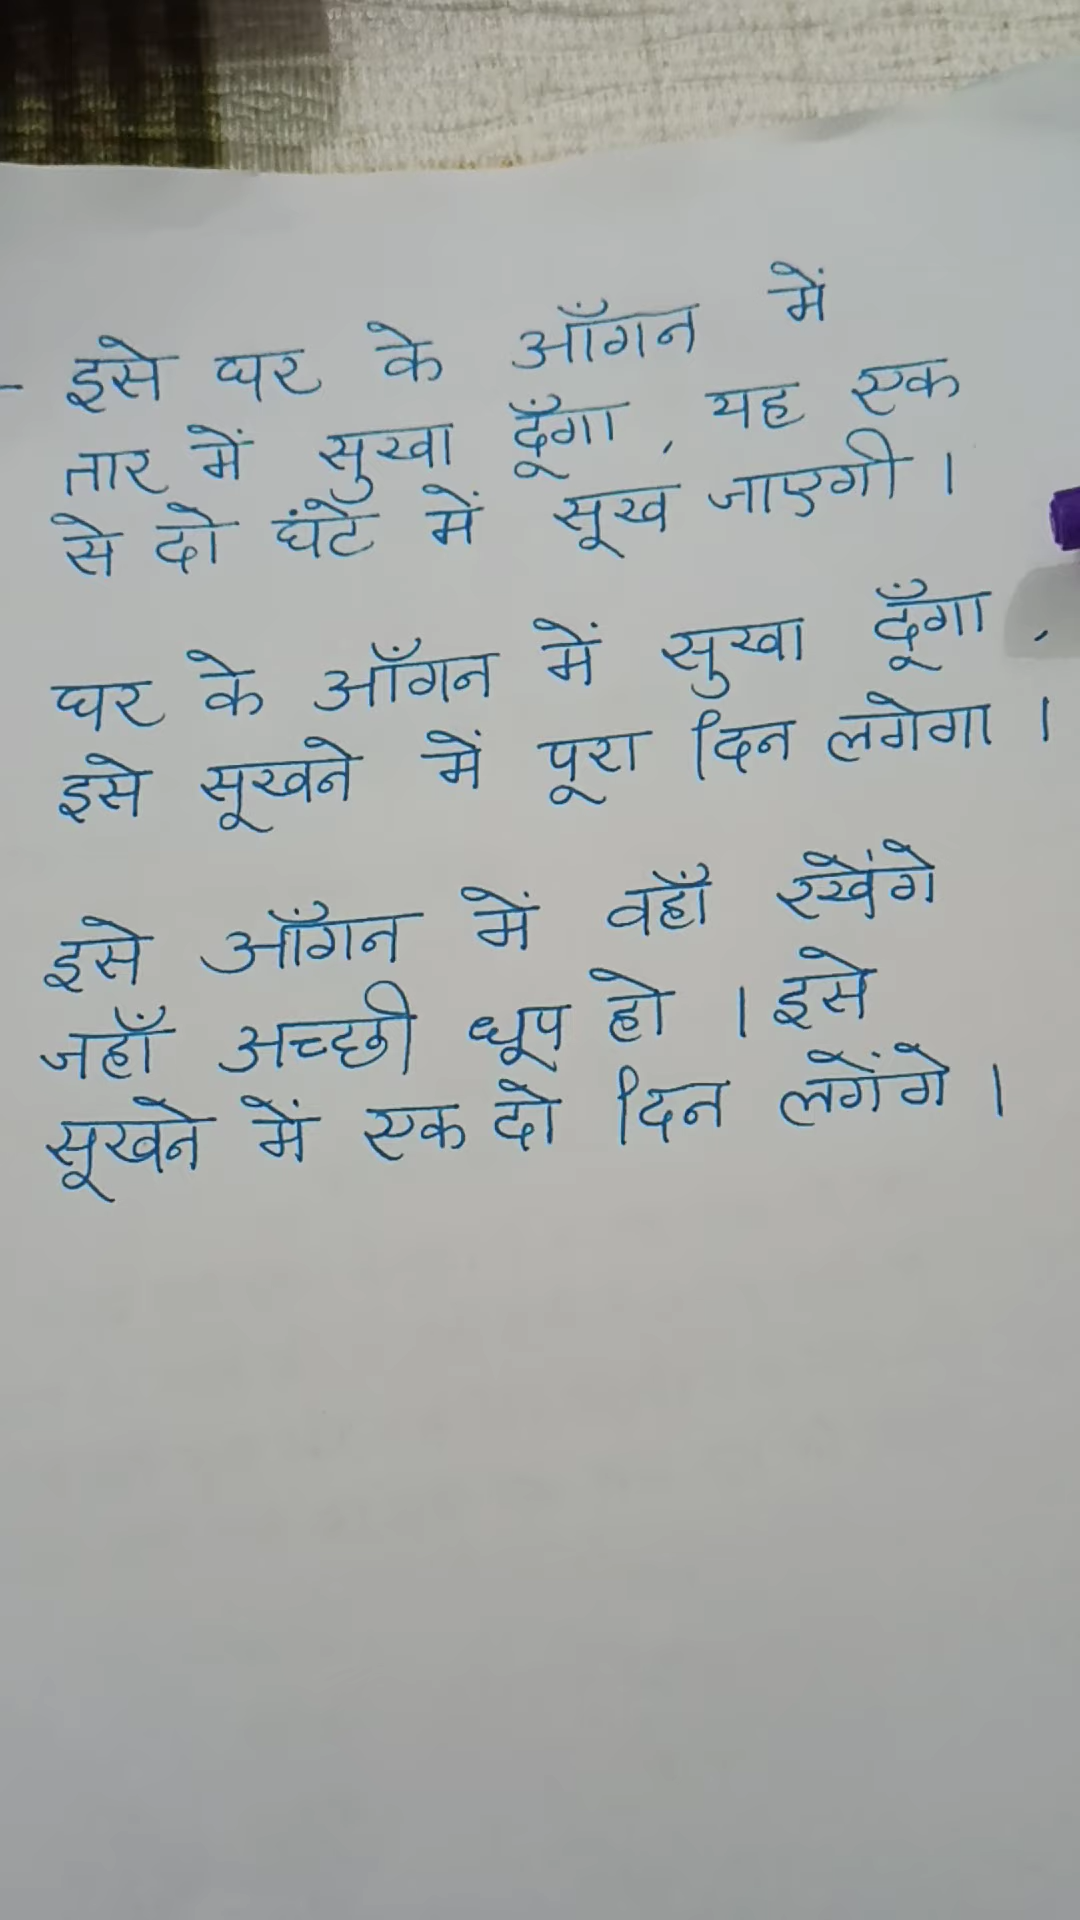 - इसे घर के आँगन में
तार में सुखा दूँगा, यह एक
से दो घंटे में सूख जाएगी।
घर के आँगन में सुखा दूँगा,
इसे सूखने में पूरा दिन लगेगा।
इसे आँगन में वहाँ रखेंगे
जहाँ अच्छी धूप हो। इसे
सूखने में एक दो दिन लगेंगे।